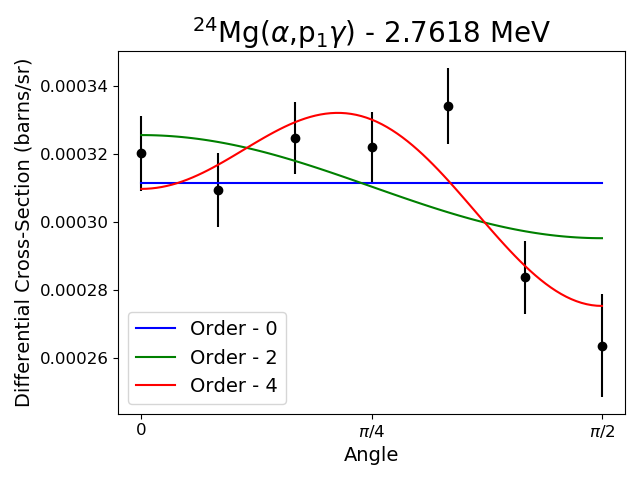 ²⁴Mg(α,p₁γ) - 2.7618 MeV
Differential Cross-Section (barns/sr)
0.00034
0.00032
0.00030
0.00028
0.00026
Order - 0
Order - 2
Order - 4
0
π/4
π/2
Angle